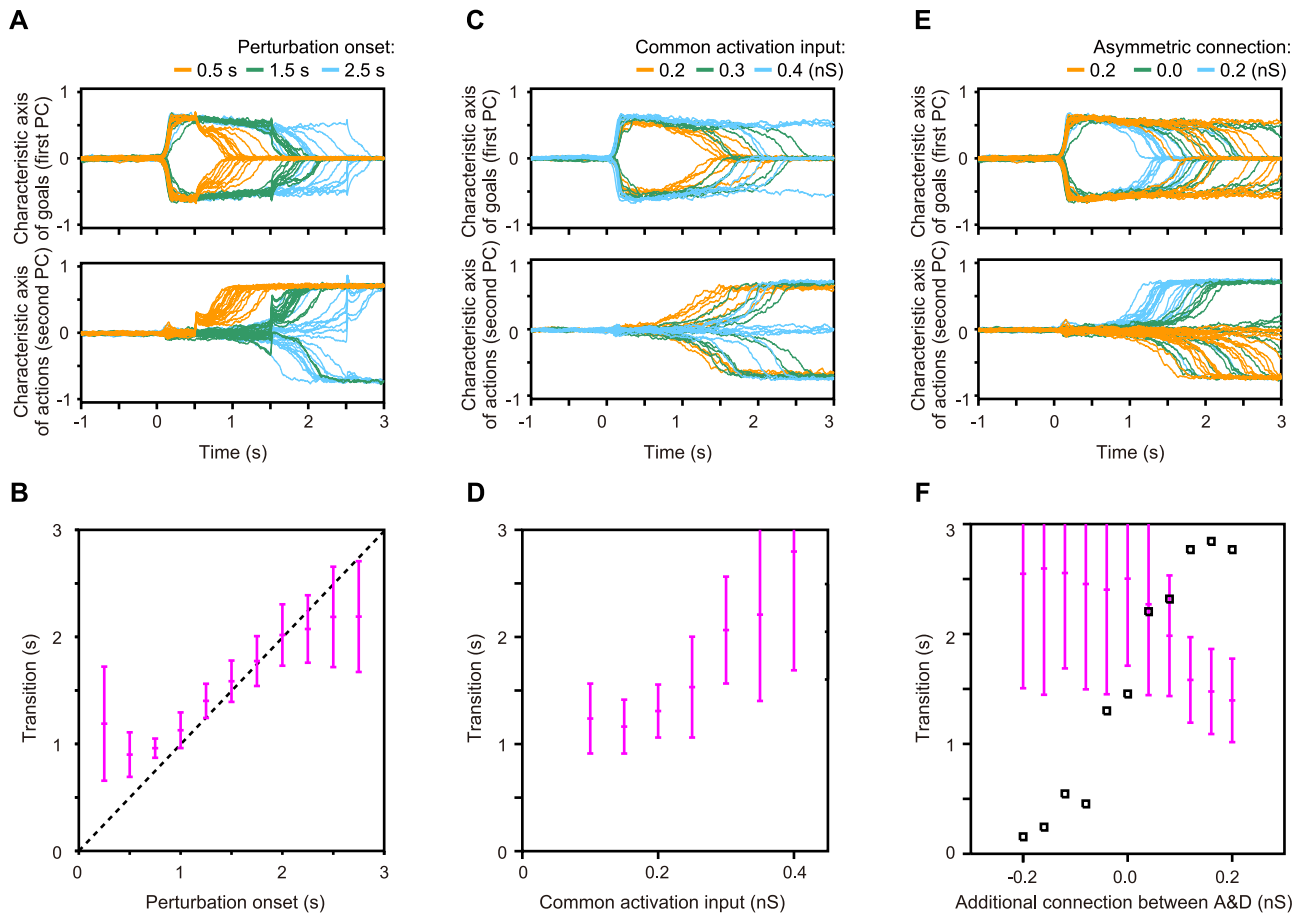 A
Perturbation onset:
0.5 s 1.5 s 2.5 s
Characteristic axis
of goals (first PC)
1
0
-1
Characteristic axis
of actions (second PC)
1
0
-1
-1 0 1 2 3
Time (s)
B
Transition (s)
3
2
1
0
0 1 2 3
Perturbation onset (s)
C
Common activation input:
0.2 0.3 0.4 (nS)
Characteristic axis
of goals (first PC)
1
0
-1
Characteristic axis
of actions (second PC)
1
0
-1
-1 0 1 2 3
Time (s)
D
Transition (s)
3
2
1
0
0 0.2 0.4
Common activation input (nS)
E
Asymmetric connection:
0.2 0.0 0.2 (nS)
Characteristic axis
of goals (first PC)
1
0
-1
Characteristic axis
of actions (second PC)
1
0
-1
-1 0 1 2 3
Time (s)
F
Transition (s)
3
2
1
0
-0.2 0.0 0.2
Additional connection between A&D (nS)